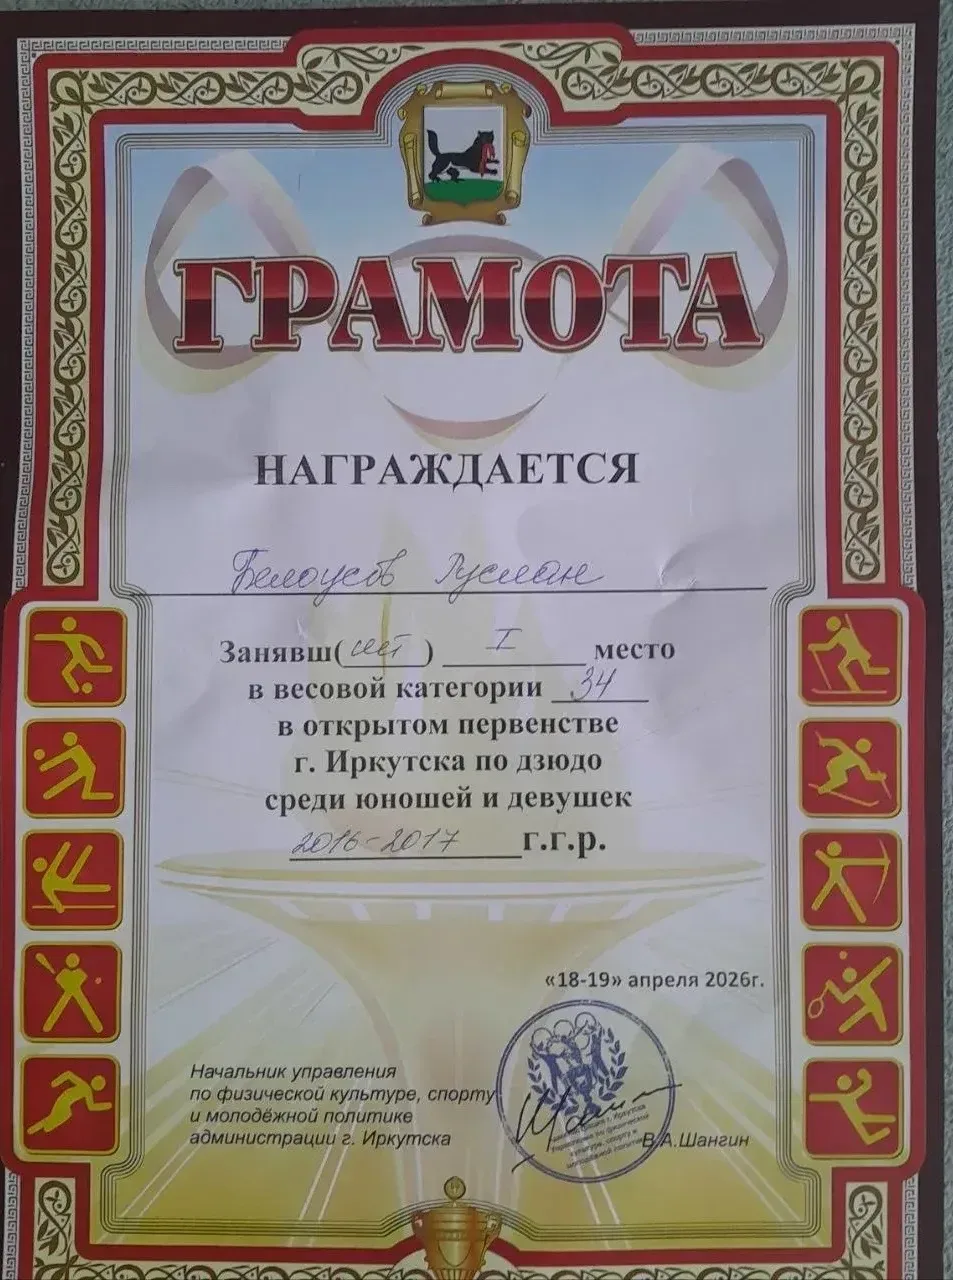 ГРАМОТА
НАГРАЖДАЕТСЯ
Белоусов Руслан
Занявш(ий) I место
в весовой категории 34
в открытом первенстве
г. Иркутска по дзюдо
среди юношей и девушек
2016-2017 г.г.р.
«18-19» апреля 2026г.
Начальник управления
по физической культуре, спорту
и молодёжной политике
администрации г. Иркутска
В.А.Шангин